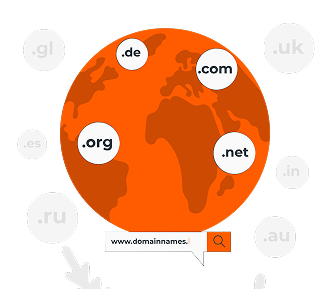 .gl
.de
.uk
.com
.org
.es
.net
.in
.ru
.au
www.domainnames.